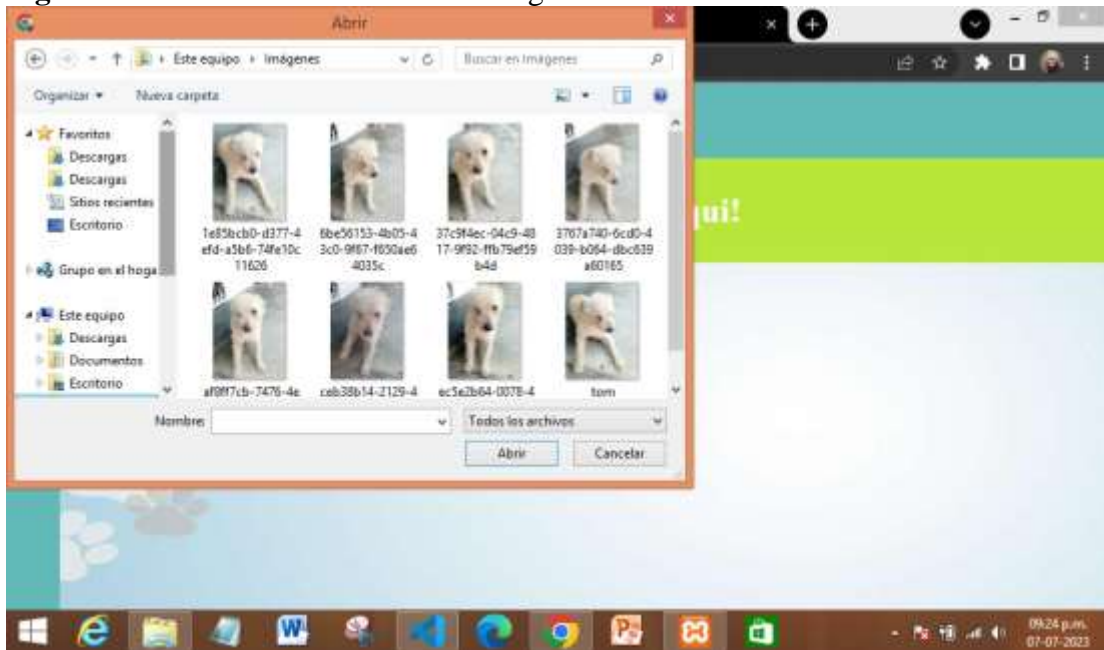 Abrir
Este equipo ▸ Imágenes
Buscar en Imágenes
Organizar
Nueva carpeta
Favoritos
Descargas
Descargas
Sitios recientes
Escritorio
Grupo en el hoga
Este equipo
Descargas
Documentos
Escritorio
1e85bcb0-d377-4
efd-a5b6-74fe10c
11626
6be56153-4b05-4
3c0-9f67-f650ae6
4035c
37c9f4ec-04c9-48
17-9f92-ffb79ef59
b4d
3767a740-6cd0-4
039-b064-dbc639
a60165
af8ff7cb-7476-4e
ceb38b14-2129-4
ec5e2b64-0078-4
tom
Nombre:
Todos los archivos
Abrir
Cancelar
qui!
09:24 p.m.
07-07-2023